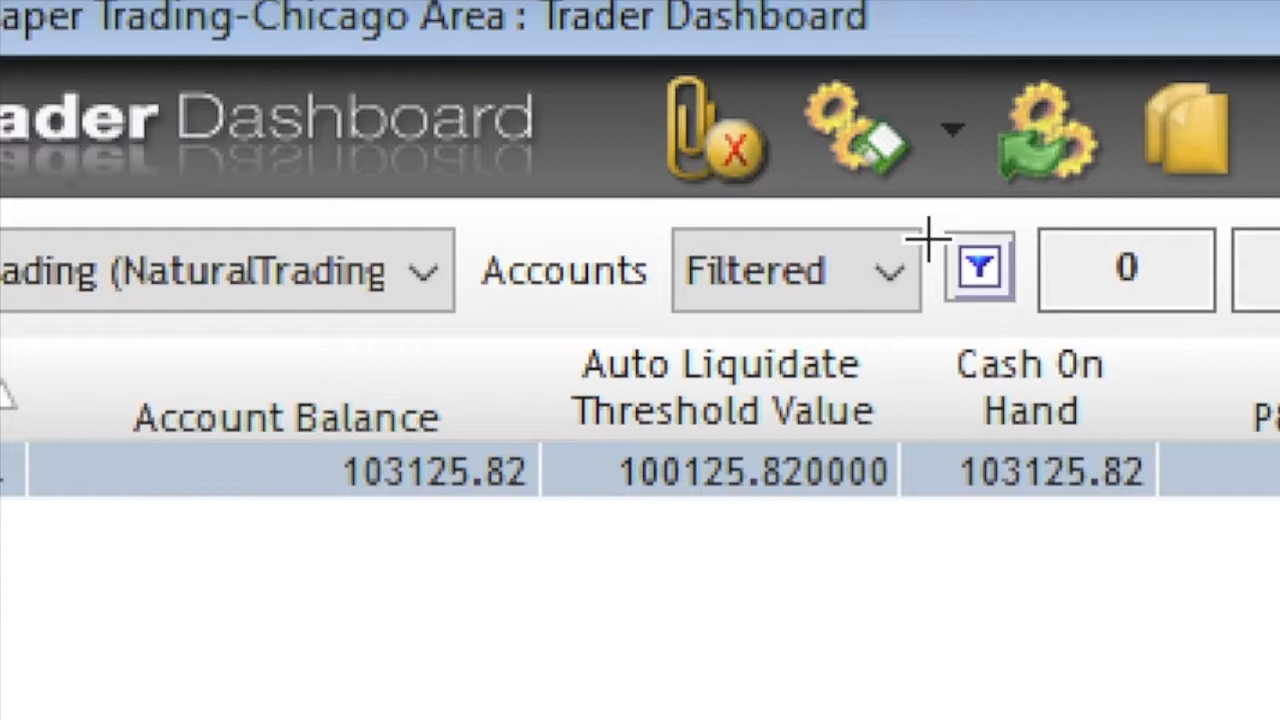 aper Trading-Chicago Area : Trader Dashboard
ader Dashboard
ading (NaturalTrading
Accounts
Filtered
0
Account Balance
Auto Liquidate
Threshold Value
Cash On
Hand
103125.82
100125.820000
103125.82